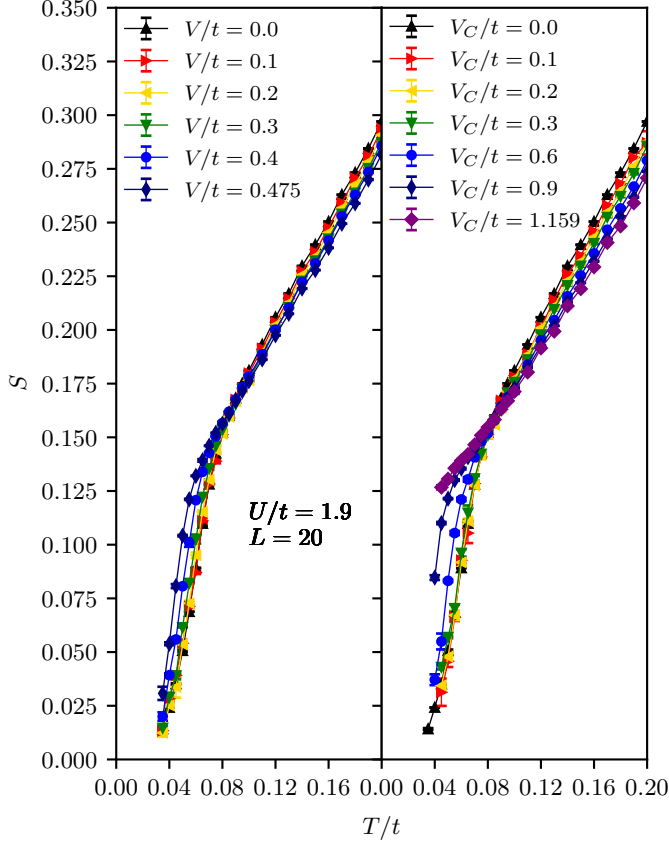 0.350
0.325
0.300
0.275
0.250
0.225
0.200
0.175
0.150
0.125
0.100
0.075
0.050
0.025
0.000
S
V/t = 0.0
V/t = 0.1
V/t = 0.2
V/t = 0.3
V/t = 0.4
V/t = 0.475
U/t = 1.9
L = 20
V_C/t = 0.0
V_C/t = 0.1
V_C/t = 0.2
V_C/t = 0.3
V_C/t = 0.6
V_C/t = 0.9
V_C/t = 1.159
0.00 0.04 0.08 0.12 0.16 0.00 0.04 0.08 0.12 0.16 0.20
T/t